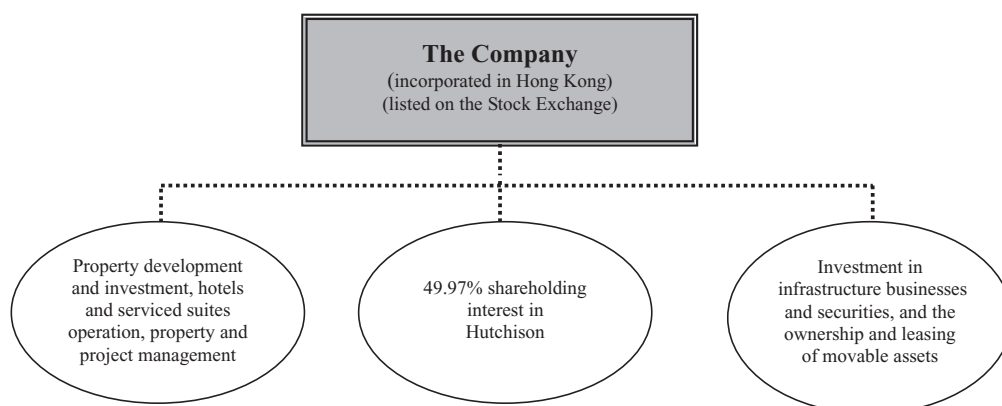 The Company
(incorporated in Hong Kong)
(listed on the Stock Exchange)
Property development
and investment, hotels
and serviced suites
operation, property and
project management
49.97% shareholding
interest in
Hutchison
Investment in
infrastructure businesses
and securities, and the
ownership and leasing
of movable assets